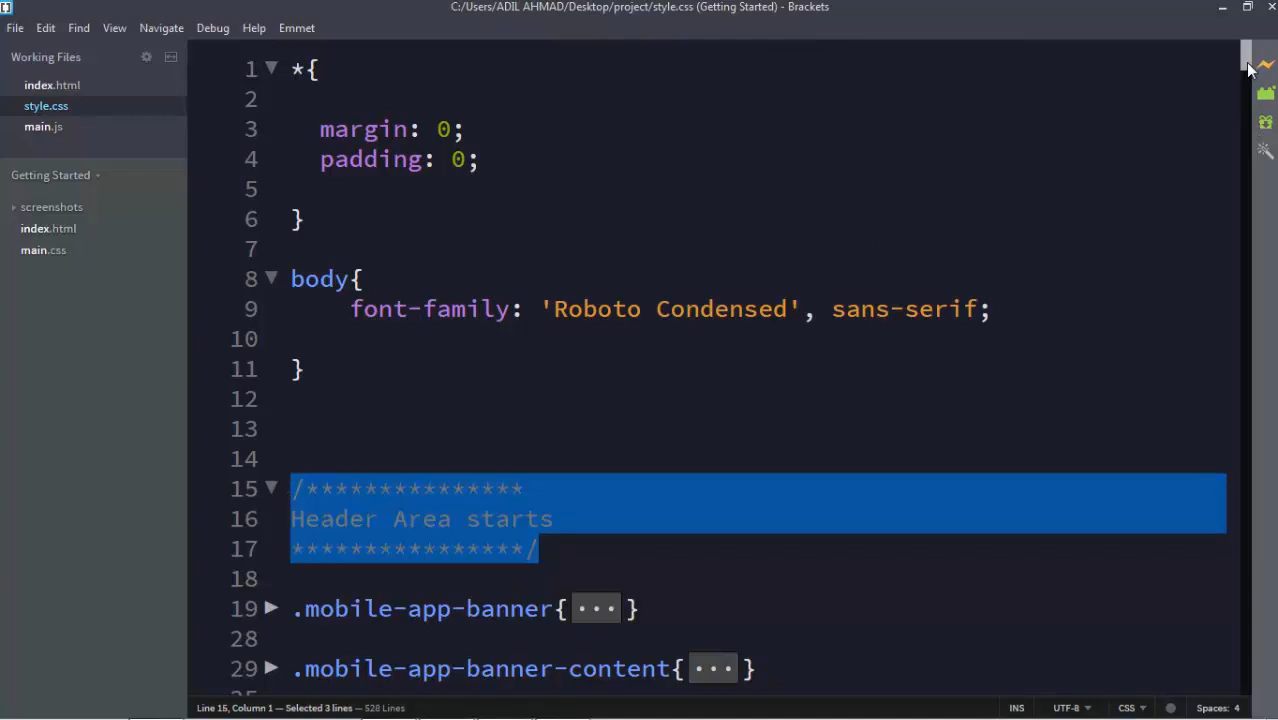 C:/Users/ADIL AHMAD/Desktop/project/style.css (Getting Started) - Brackets
File Edit Find View Navigate Debug Help Emmet
Working Files
index.html
style.css
main.js
Getting Started
screenshots
index.html
main.css
1 *{
2
3 margin: 0;
4 padding: 0;
5
6 }
7
8 body{
9 font-family: 'Roboto Condensed', sans-serif;
10
11 }
12
13
14
15 /***************
16 Header Area starts
17 ****************/
18
19 .mobile-app-banner{...}
28
29 .mobile-app-banner-content{...}
Line 15, Column 1 — Selected 3 lines — 528 Lines INS UTF-8 CSS Spaces: 4